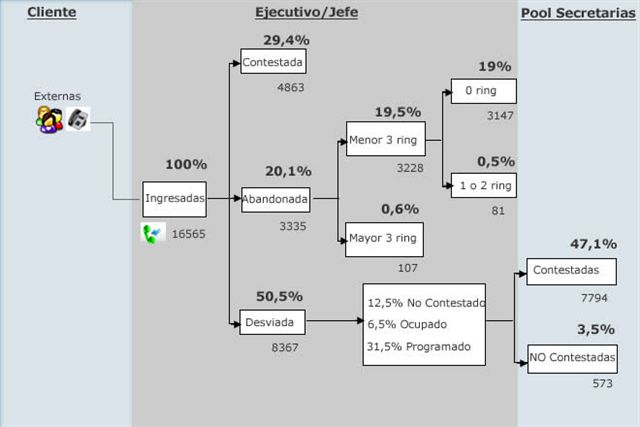 Cliente
Ejecutivo/Jefe
Pool Secretarias
Externas
100%
Ingresadas
16565
29,4%
Contestada
4863
20,1%
Abandonada
3335
50,5%
Desviada
8367
19,5%
Menor 3 ring
3228
0,6%
Mayor 3 ring
107
19%
0 ring
3147
0,5%
1 o 2 ring
81
12,5% No Contestado
6,5% Ocupado
31,5% Programado
47,1%
Contestadas
7794
3,5%
NO Contestadas
573